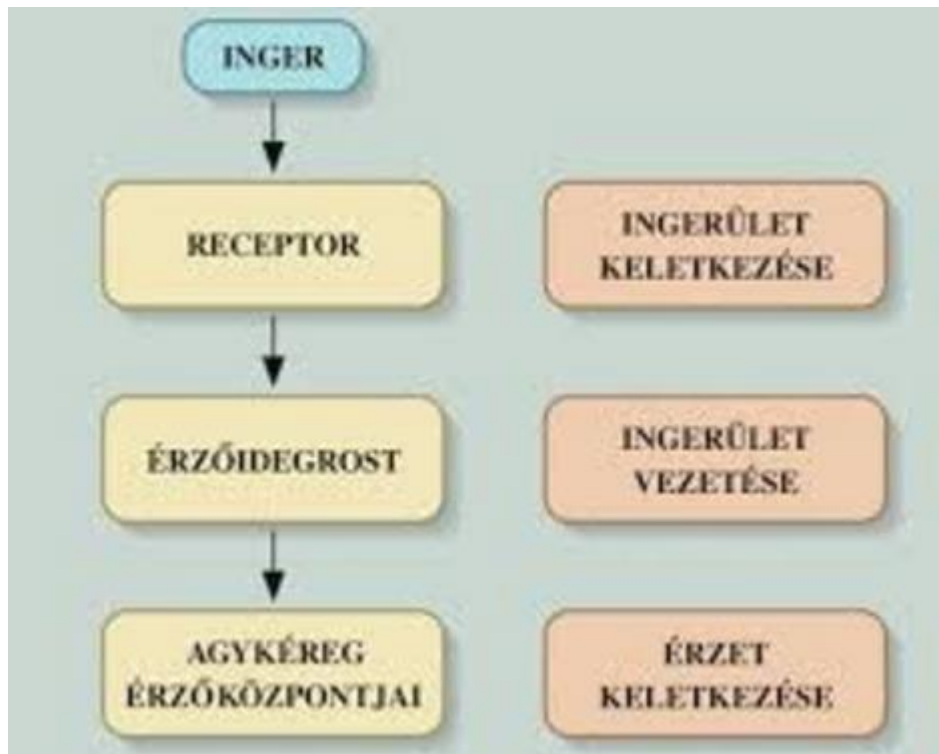 INGER
RECEPTOR
INGERÜLET
KELETKEZÉSE
ÉRZŐIDEGROST
INGERÜLET
VEZETÉSE
AGYKÉREG
ÉRZŐKÖZPONTJAI
ÉRZET
KELETKEZÉSE